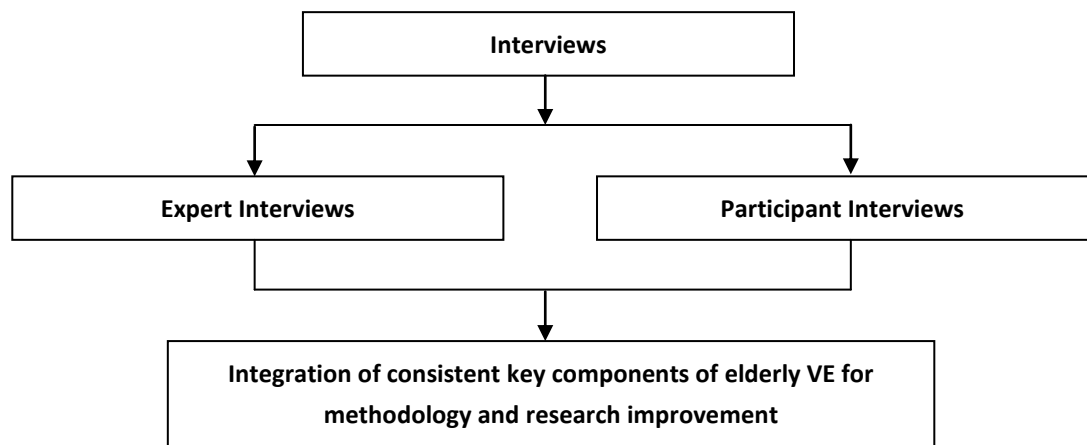 Interviews
Expert Interviews
Participant Interviews
Integration of consistent key components of elderly VE for
methodology and research improvement